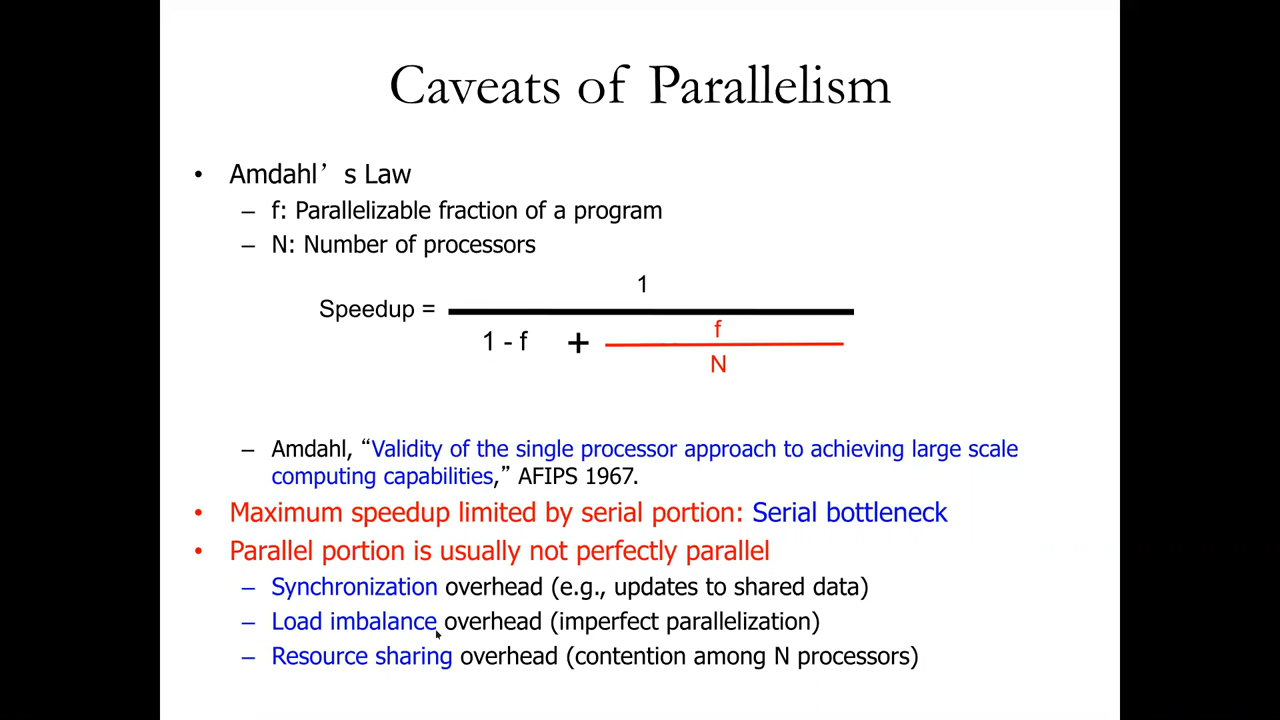 Caveats of Parallelism
• Amdahl’s Law
– f: Parallelizable fraction of a program
– N: Number of processors
1
Speedup =
1 - f + f
N
– Amdahl, “Validity of the single processor approach to achieving large scale
computing capabilities,” AFIPS 1967.
• Maximum speedup limited by serial portion: Serial bottleneck
• Parallel portion is usually not perfectly parallel
– Synchronization overhead (e.g., updates to shared data)
– Load imbalance overhead (imperfect parallelization)
– Resource sharing overhead (contention among N processors)